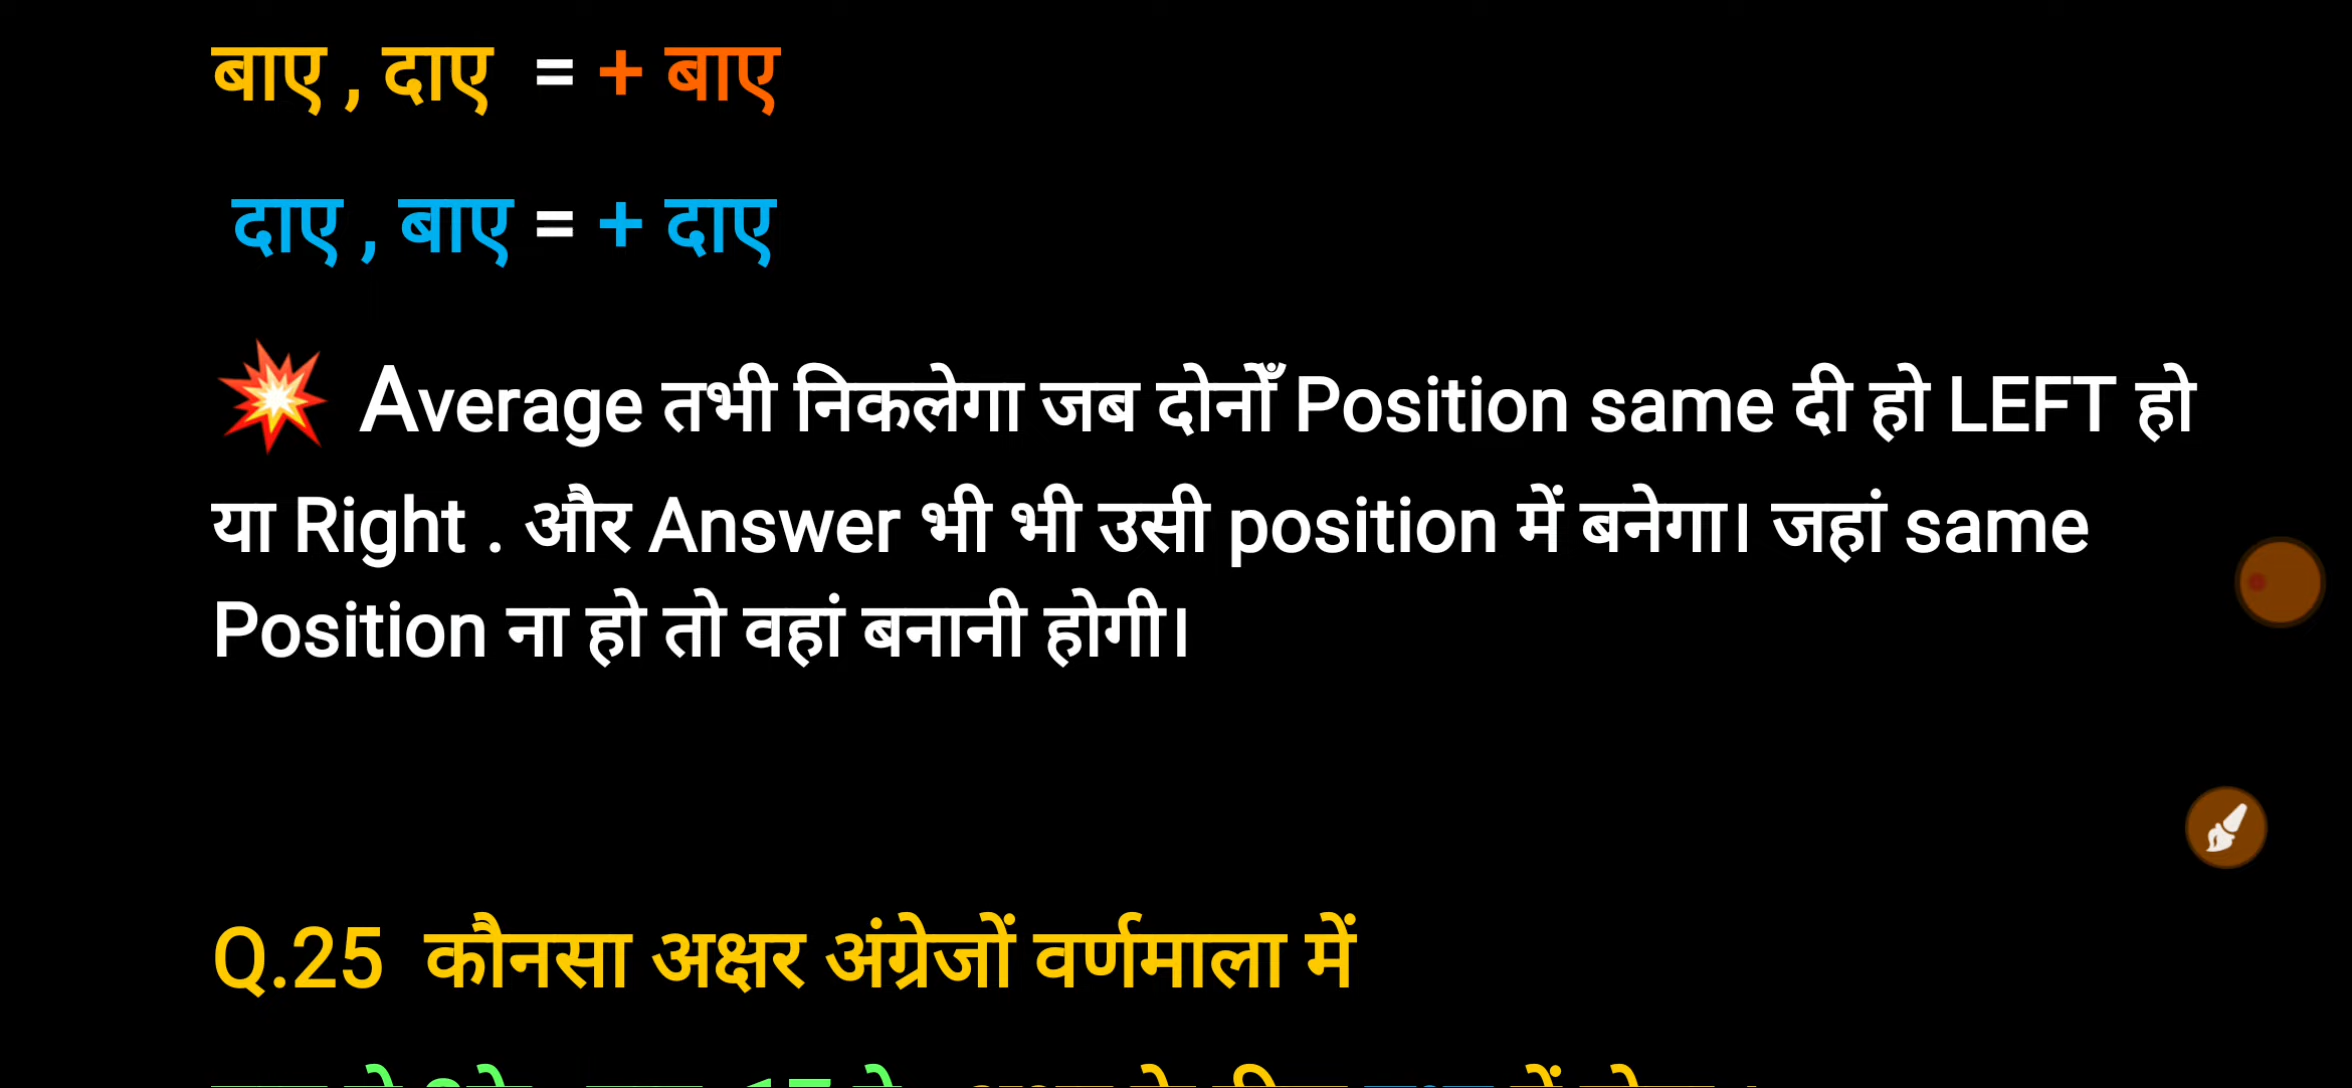 बाए , दाए = + बाए
दाए , बाए = + दाए
💥 Average तभी निकलेगा जब दोनोँ Position same दी हो LEFT हो
या Right . और Answer भी भी उसी position में बनेगा। जहां same
Position ना हो तो वहां बनानी होगी।
Q.25 कौनसा अक्षर अंग्रेजों वर्णमाला में